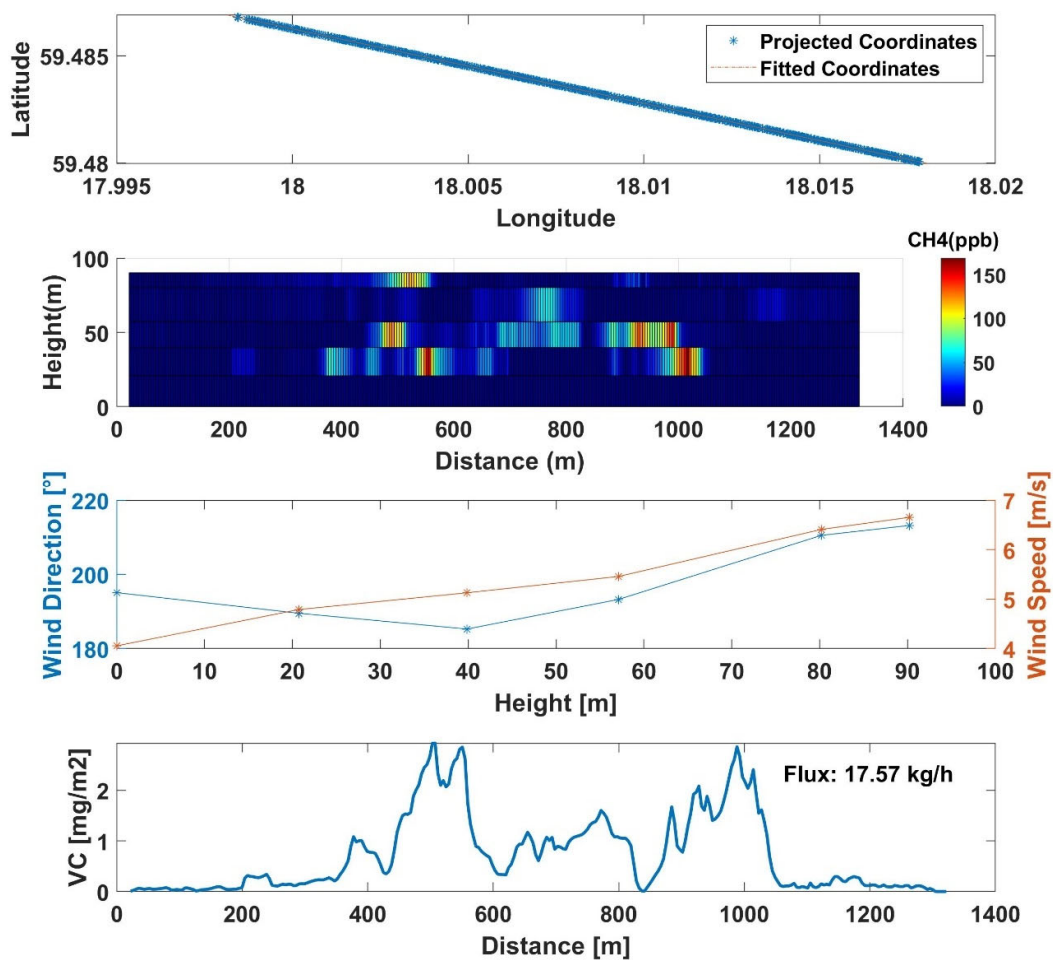 Latitude
59.485
59.48
Projected Coordinates
Fitted Coordinates
17.995 18 18.005 18.01 18.015 18.02
Longitude
CH4(ppb)
Height(m)
100
50
0
150
100
50
0
0 200 400 600 800 1000 1200 1400
Distance (m)
Wind Direction [°]
220
200
180
7
6
5
4
Wind Speed [m/s]
0 10 20 30 40 50 60 70 80 90 100
Height [m]
VC [mg/m2]
2
1
0
Flux: 17.57 kg/h
0 200 400 600 800 1000 1200 1400
Distance [m]